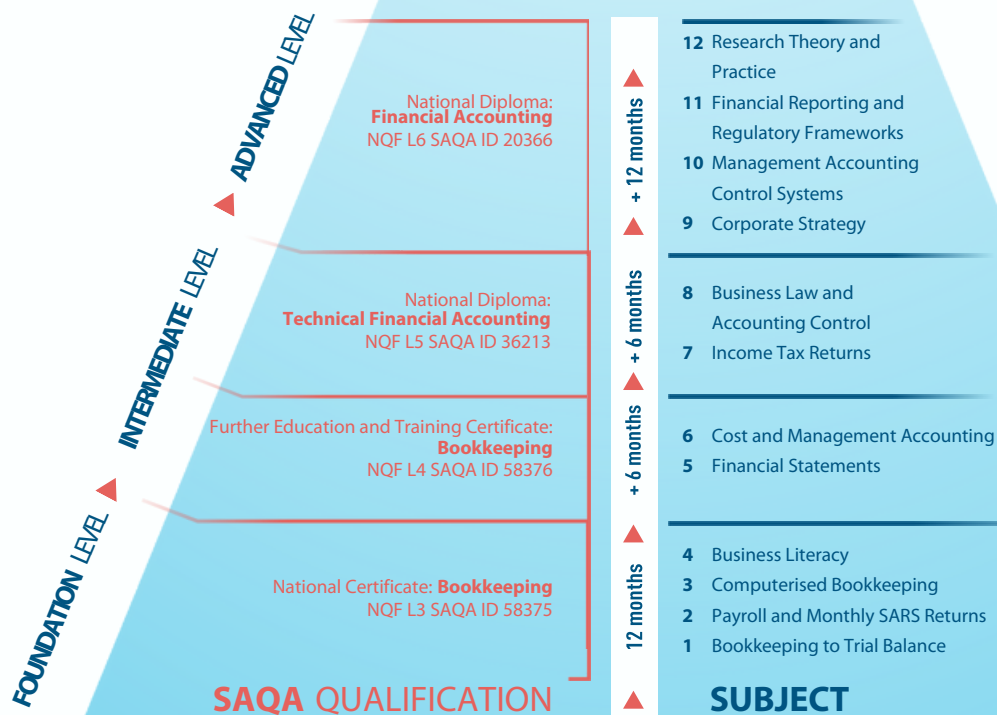 ADVANCED LEVEL
INTERMEDIATE LEVEL
FOUNDATION LEVEL
National Diploma:
Financial Accounting
NQF L6 SAQA ID 20366
National Diploma:
Technical Financial Accounting
NQF L5 SAQA ID 36213
Further Education and Training Certificate:
Bookkeeping
NQF L4 SAQA ID 58376
National Certificate: Bookkeeping
NQF L3 SAQA ID 58375
SAQA QUALIFICATION
+ 12 months
+ 6 months
+ 6 months
12 months
12 Research Theory and
Practice
11 Financial Reporting and
Regulatory Frameworks
10 Management Accounting
Control Systems
9 Corporate Strategy
8 Business Law and
Accounting Control
7 Income Tax Returns
6 Cost and Management Accounting
5 Financial Statements
4 Business Literacy
3 Computerised Bookkeeping
2 Payroll and Monthly SARS Returns
1 Bookkeeping to Trial Balance
SUBJECT